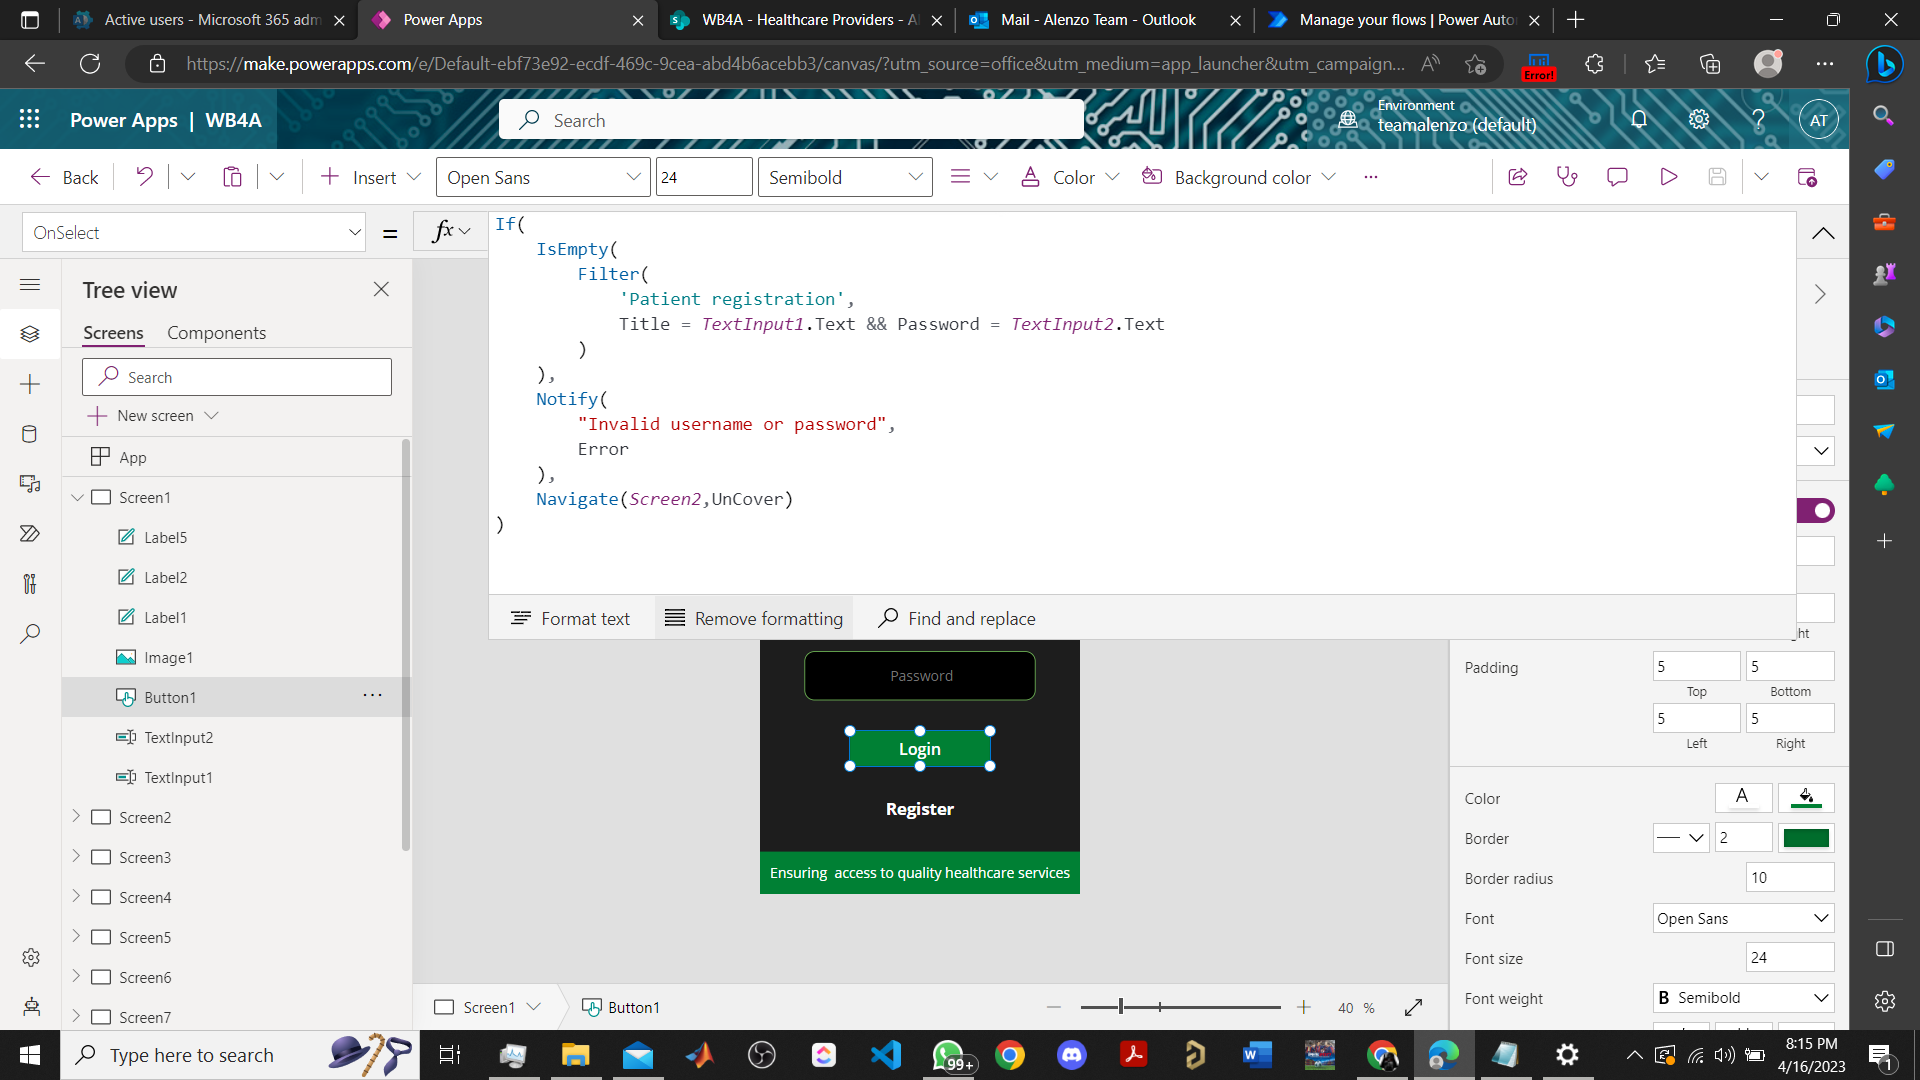 Active users - Microsoft 365 adm
Power Apps
WB4A - Healthcare Providers - A
Mail - Alenzo Team - Outlook
Manage your flows | Power Auto
https://make.powerapps.com/e/Default-ebf73e92-ecdf-469c-9cea-abd4b6acebb3/canvas/?utm_source=office&utm_medium=app_launcher&utm_campaign...
Error!
Power Apps | WB4A
Search
Environment
teamalenzo (default)
AT
Back
Insert
Open Sans
24
Semibold
Color
Background color
OnSelect
=
fx
If(
IsEmpty(
Filter(
'Patient registration',
Title = TextInput1.Text && Password = TextInput2.Text
)
),
Notify(
"Invalid username or password",
Error
),
Navigate(Screen2,UnCover)
)
Format text
Remove formatting
Find and replace
Tree view
Screens
Components
Search
New screen
App
Screen1
Label5
Label2
Label1
Image1
Button1
TextInput2
TextInput1
Screen2
Screen3
Screen4
Screen5
Screen6
Screen7
Password
Login
Register
Ensuring access to quality healthcare services
Screen1
Button1
40 %
ght
Padding
5
5
Top
Bottom
5
5
Left
Right
Color
A
Border
2
Border radius
10
Font
Open Sans
Font size
24
Font weight
B Semibold
Type here to search
99+
8:15 PM
4/16/2023
1